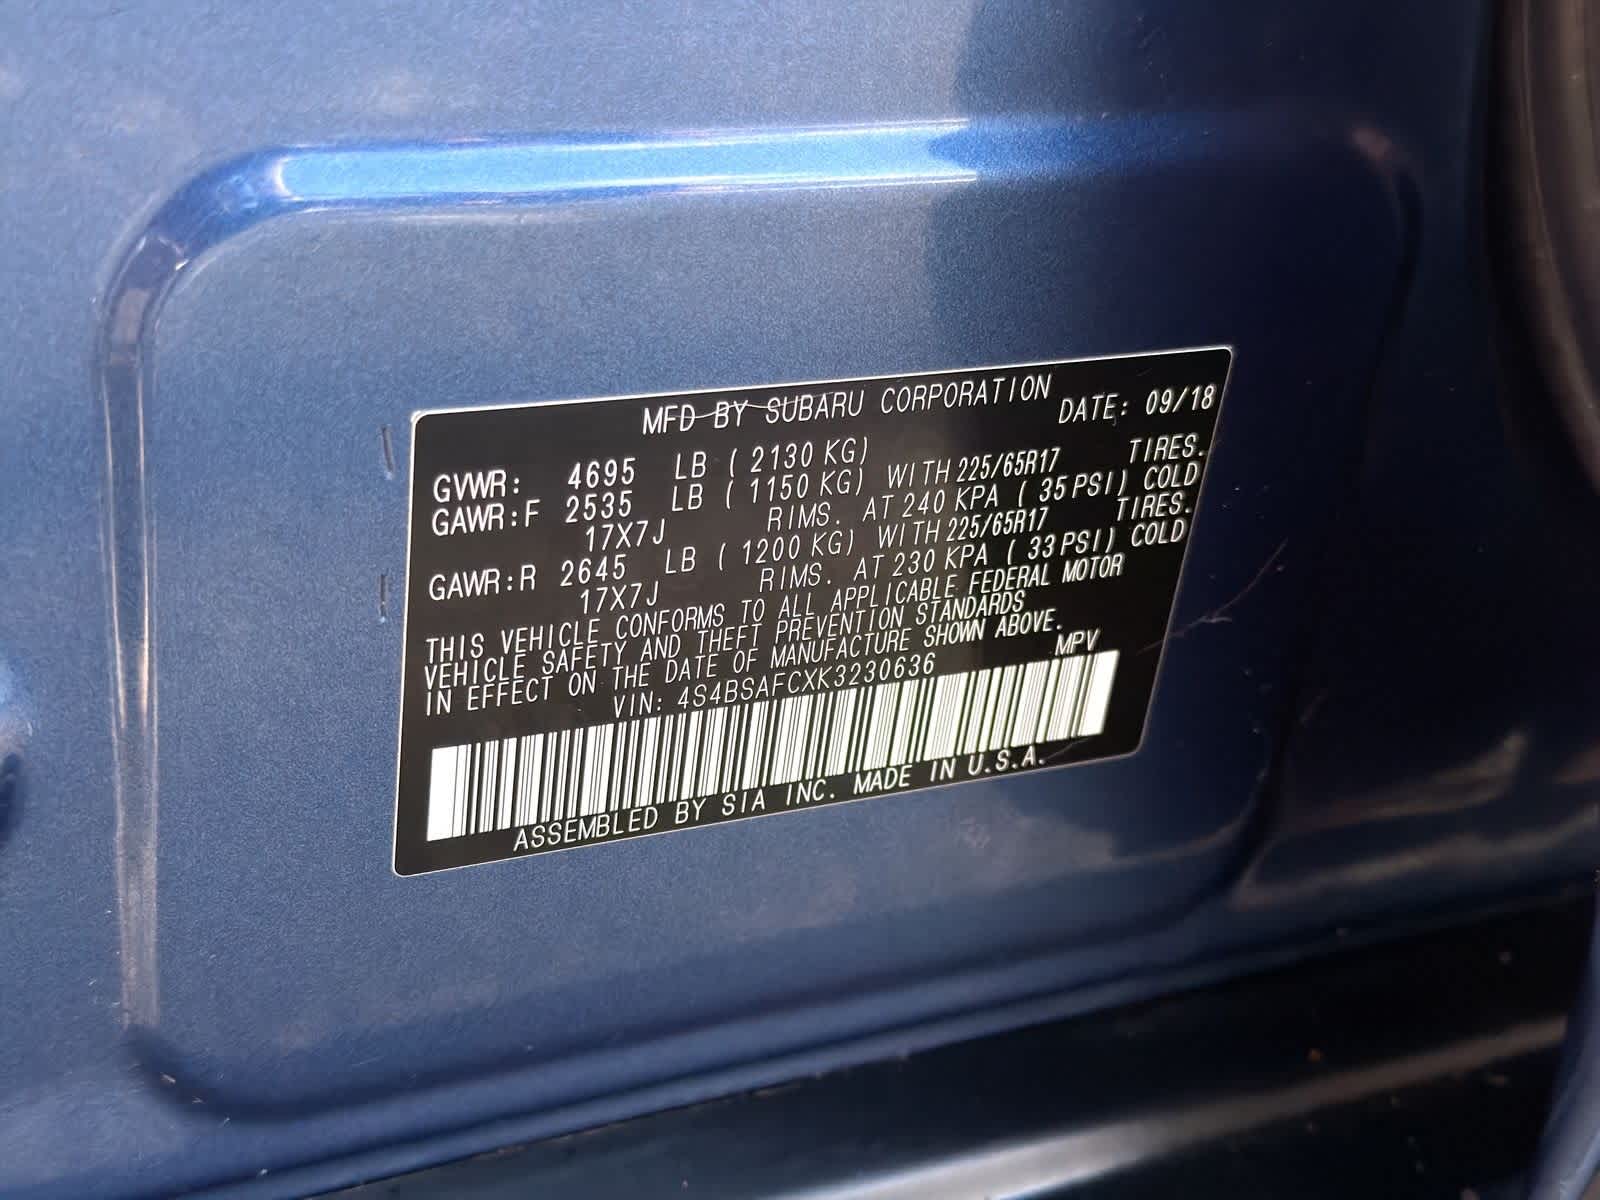 MFD BY SUBARU CORPORATION DATE: 09/18
GVWR: 4695 LB ( 2130 KG)
GAWR:F 2535 LB ( 1150 KG) WITH 225/65R17 TIRES.
17X7J RIMS. AT 240 KPA ( 35 PSI) COLD
GAWR:R 2645 LB ( 1200 KG) WITH 225/65R17 TIRES.
17X7J RIMS. AT 230 KPA ( 33 PSI) COLD
THIS VEHICLE CONFORMS TO ALL APPLICABLE FEDERAL MOTOR
VEHICLE SAFETY AND THEFT PREVENTION STANDARDS
IN EFFECT ON THE DATE OF MANUFACTURE SHOWN ABOVE.
VIN: 4S4BSAFCXK3230636 MPV
ASSEMBLED BY SIA INC. MADE IN U.S.A.